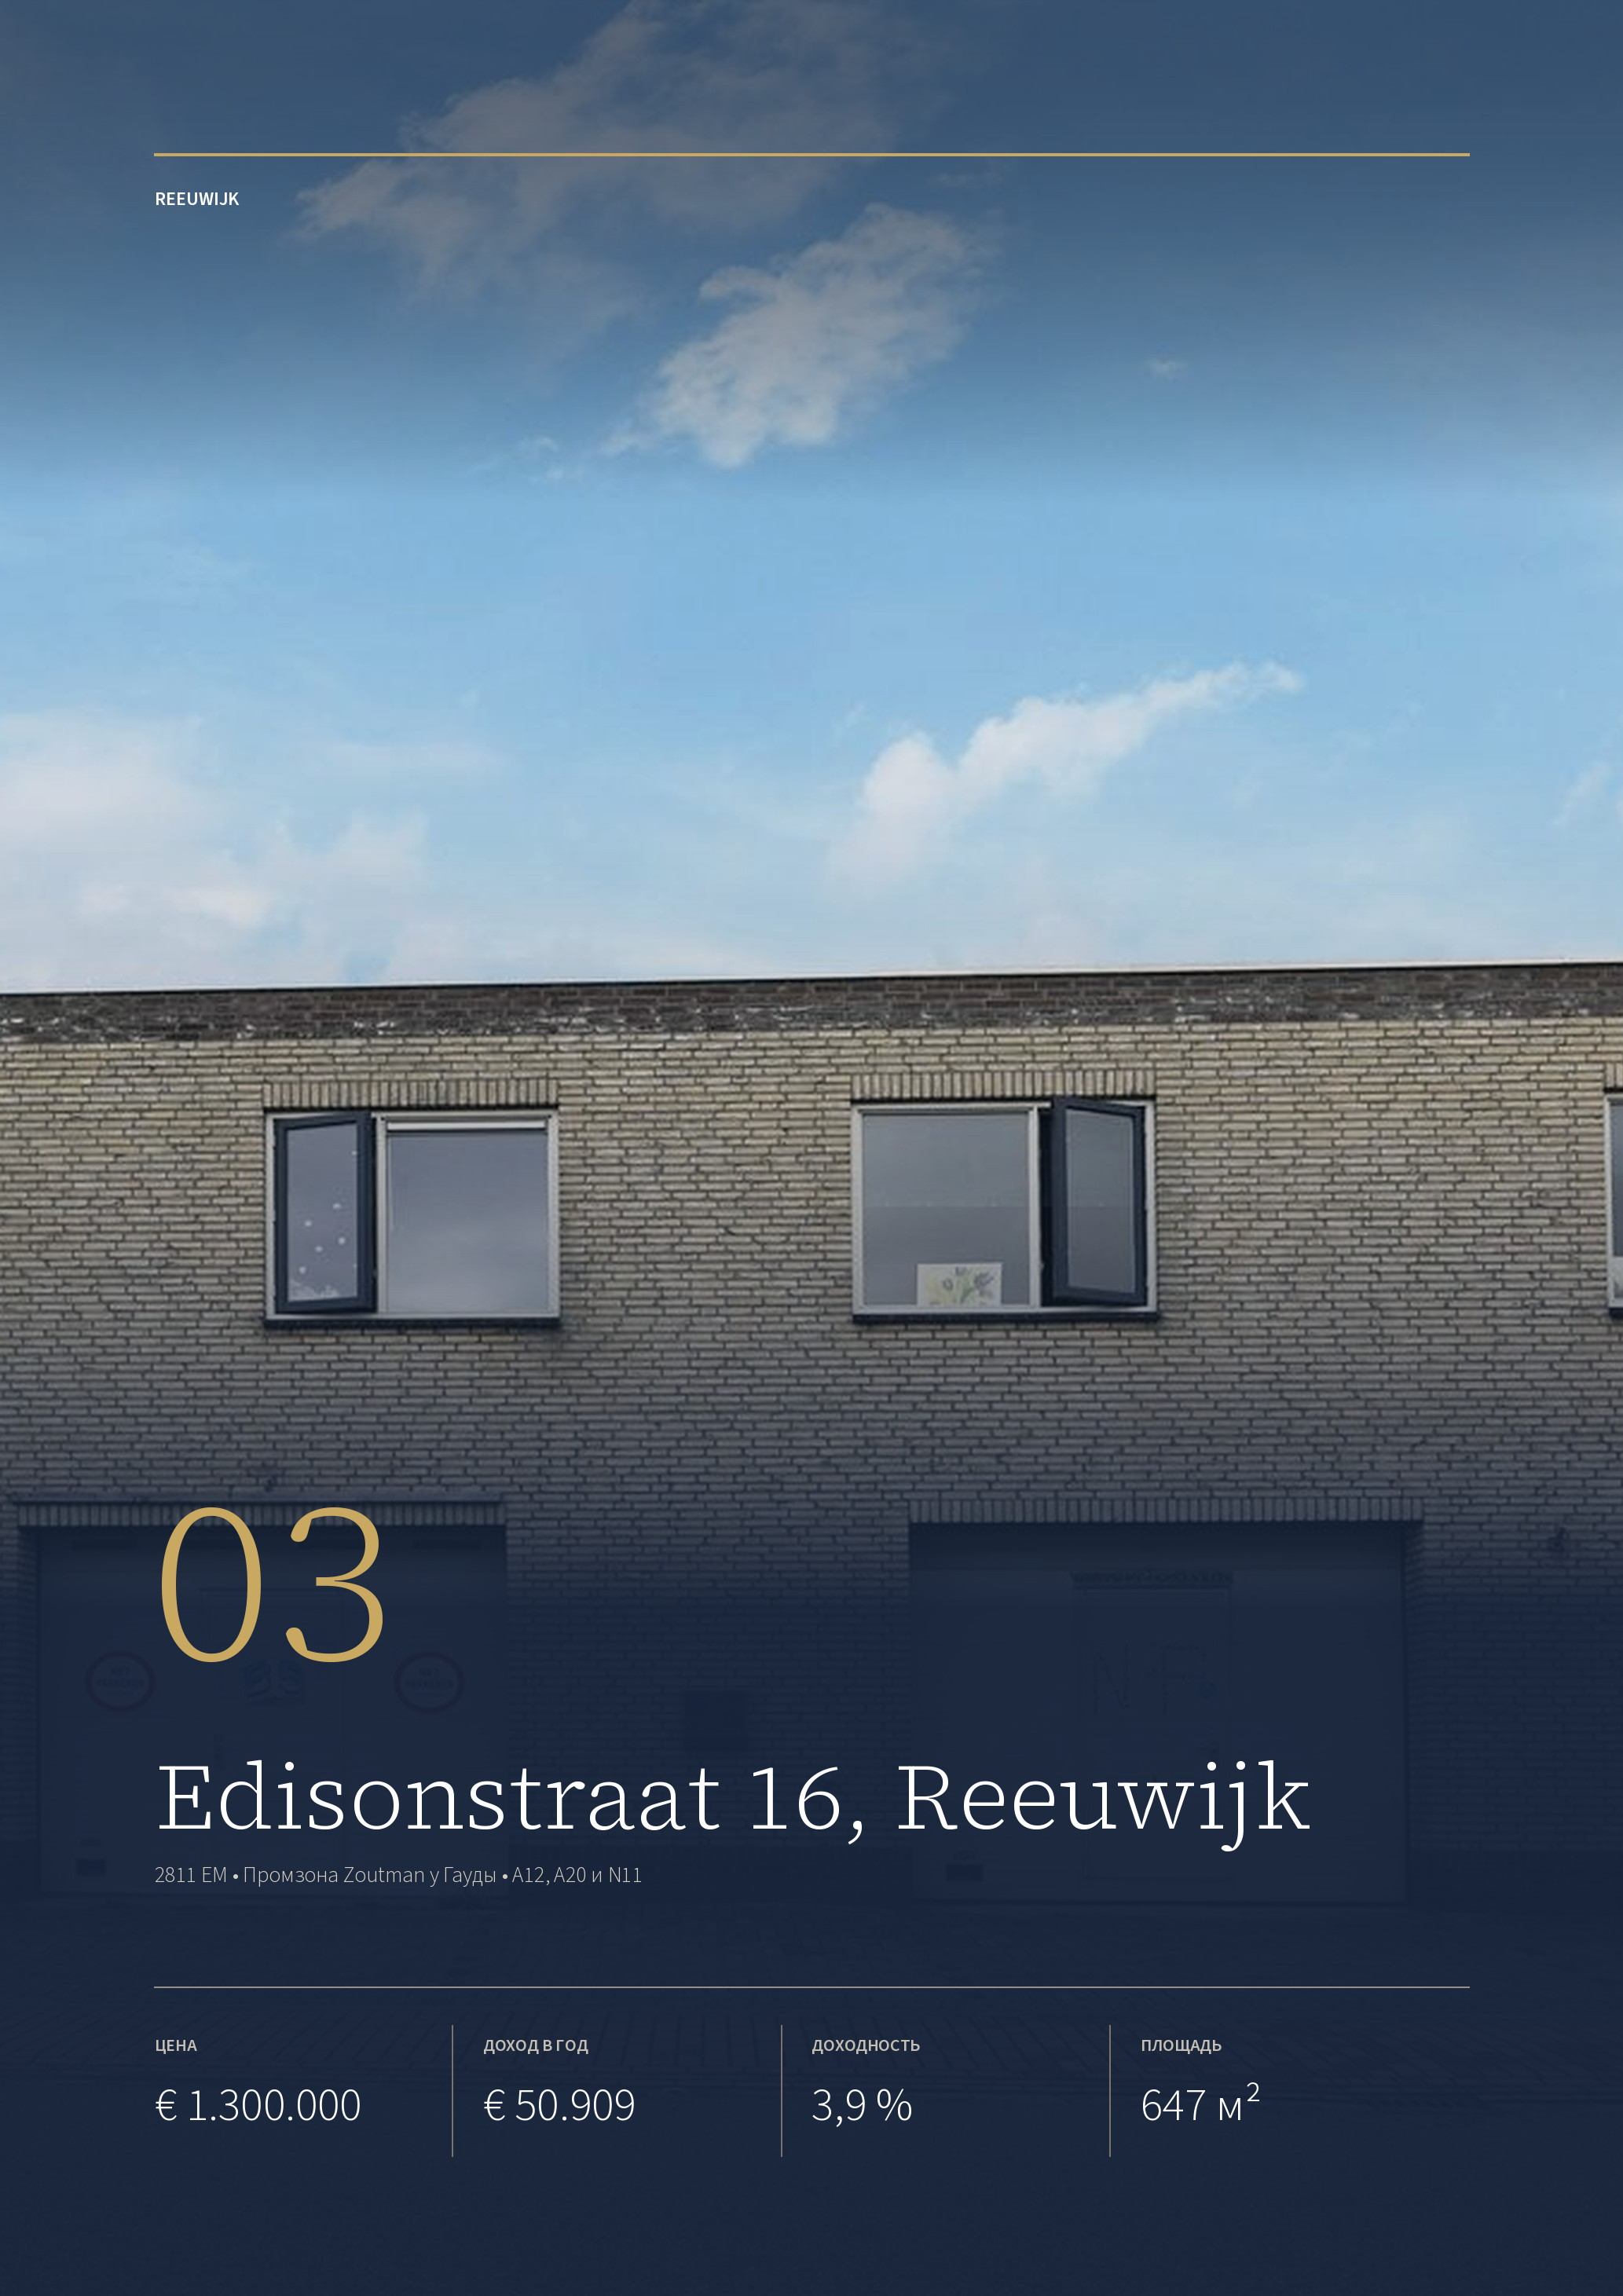 REEUWIJK
03
Edisonstraat 16, Reeuwijk
2811 EM • Промзона Zoutman у Гауды • A12, A20 и N11
ЦЕНА
€ 1.300.000
ДОХОД В ГОД
€ 50.909
ДОХОДНОСТЬ
3,9 %
ПЛОЩАДЬ
647 м²